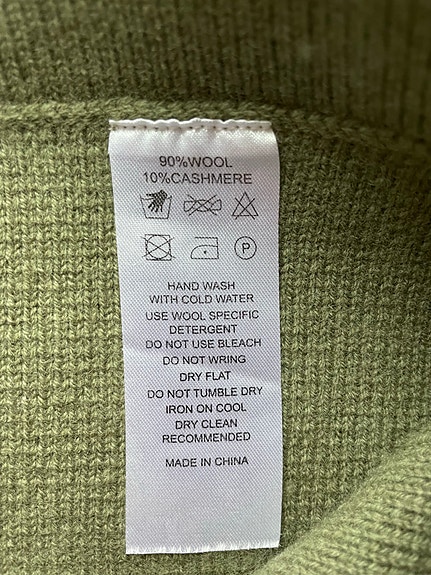 90%WOOL
10%CASHMERE
P
HAND WASH
WITH COLD WATER
USE WOOL SPECIFIC
DETERGENT
DO NOT USE BLEACH
DO NOT WRING
DRY FLAT
DO NOT TUMBLE DRY
IRON ON COOL
DRY CLEAN
RECOMMENDED
MADE IN CHINA